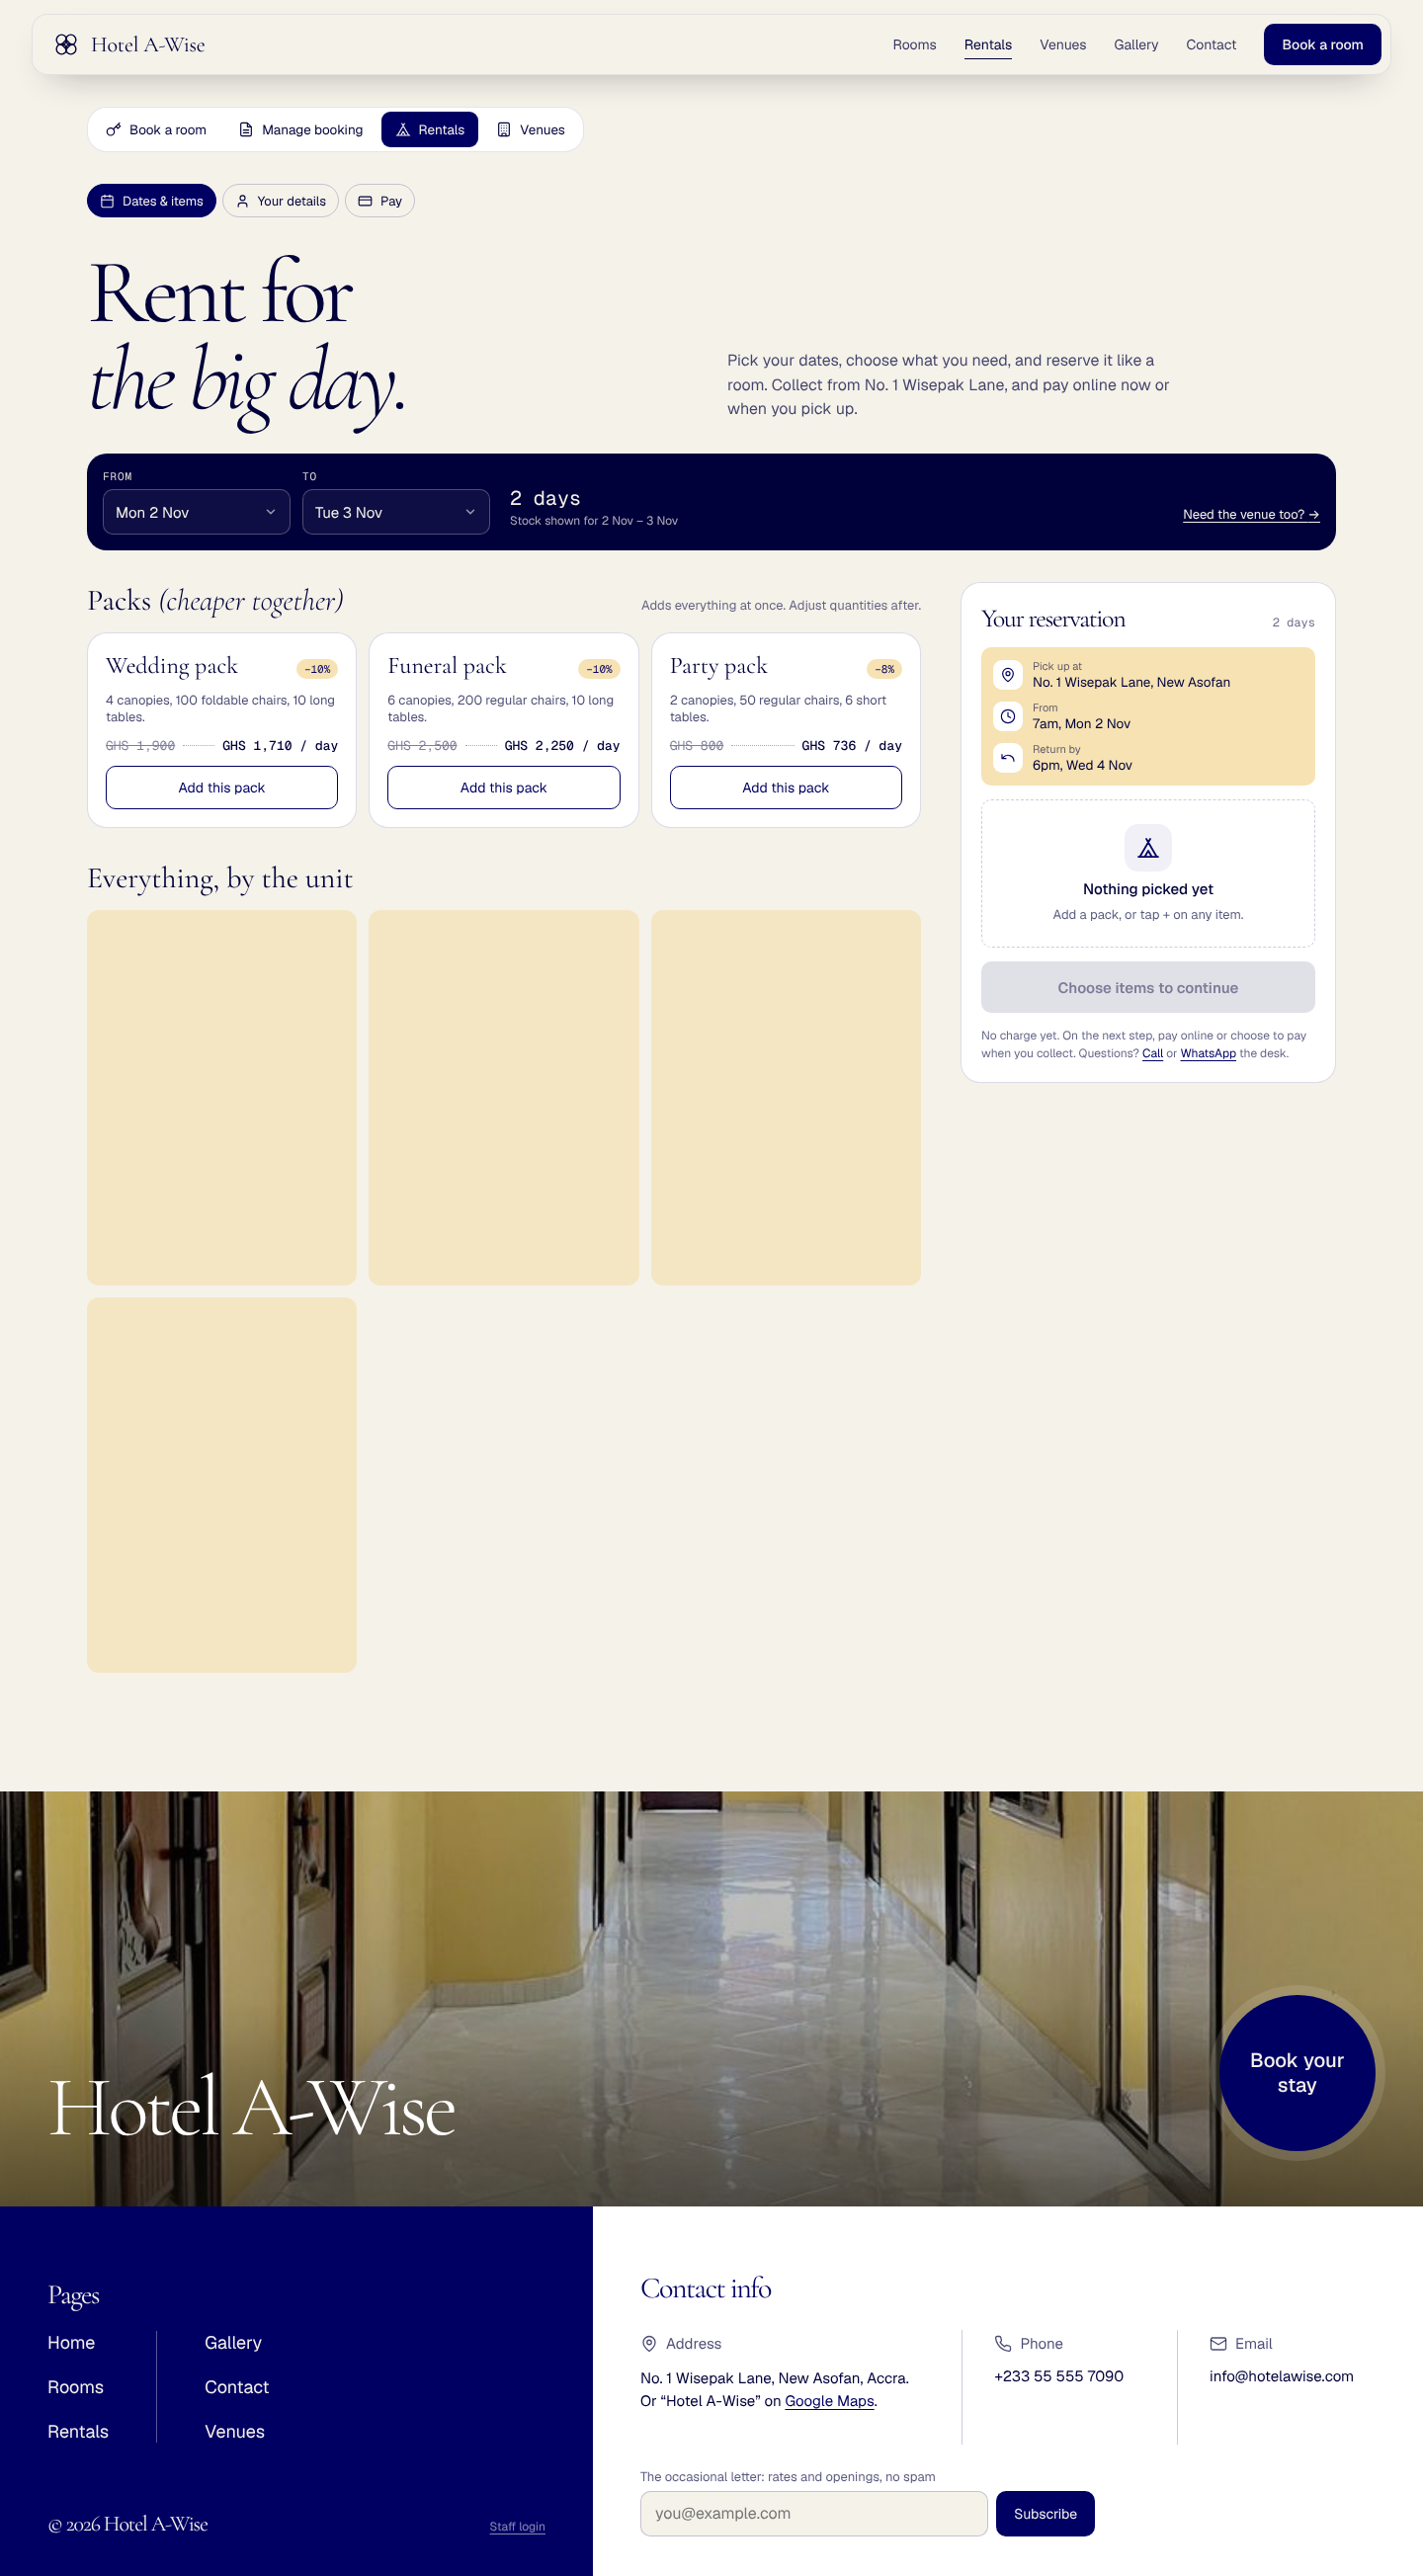 Hotel A-Wise
Rooms
Rentals
Venues
Gallery
Contact
Book a room
Book a room
Manage booking
Rentals
Venues
Dates & items
Your details
Pay
Rent for
the big day.
Pick your dates, choose what you need, and reserve it like a
room. Collect from No. 1 Wisepak Lane, and pay online now or
when you pick up.
FROM
Mon 2 Nov
TO
Tue 3 Nov
2 days
Stock shown for 2 Nov – 3 Nov
Need the venue too? →
Packs (cheaper together)
Adds everything at once. Adjust quantities after.
Wedding pack
−10%
4 canopies, 100 foldable chairs, 10 long
tables.
GHS 1,900
GHS 1,710 / day
Add this pack
Funeral pack
−10%
6 canopies, 200 regular chairs, 10 long
tables.
GHS 2,500
GHS 2,250 / day
Add this pack
Party pack
−8%
2 canopies, 50 regular chairs, 6 short
tables.
GHS 800
GHS 736 / day
Add this pack
Your reservation
2 days
Pick up at
No. 1 Wisepak Lane, New Asofan
From
7am, Mon 2 Nov
Return by
6pm, Wed 4 Nov
Nothing picked yet
Add a pack, or tap + on any item.
Choose items to continue
No charge yet. On the next step, pay online or choose to pay
when you collect. Questions? Call or WhatsApp the desk.
Everything, by the unit
Hotel A-Wise
Book your
stay
Pages
Home
Rooms
Rentals
Gallery
Contact
Venues
© 2026 Hotel A-Wise
Staff login
Contact info
Address
No. 1 Wisepak Lane, New Asofan, Accra.
Or “Hotel A-Wise” on Google Maps.
Phone
+233 55 555 7090
Email
info@hotelawise.com
The occasional letter: rates and openings, no spam
you@example.com
Subscribe